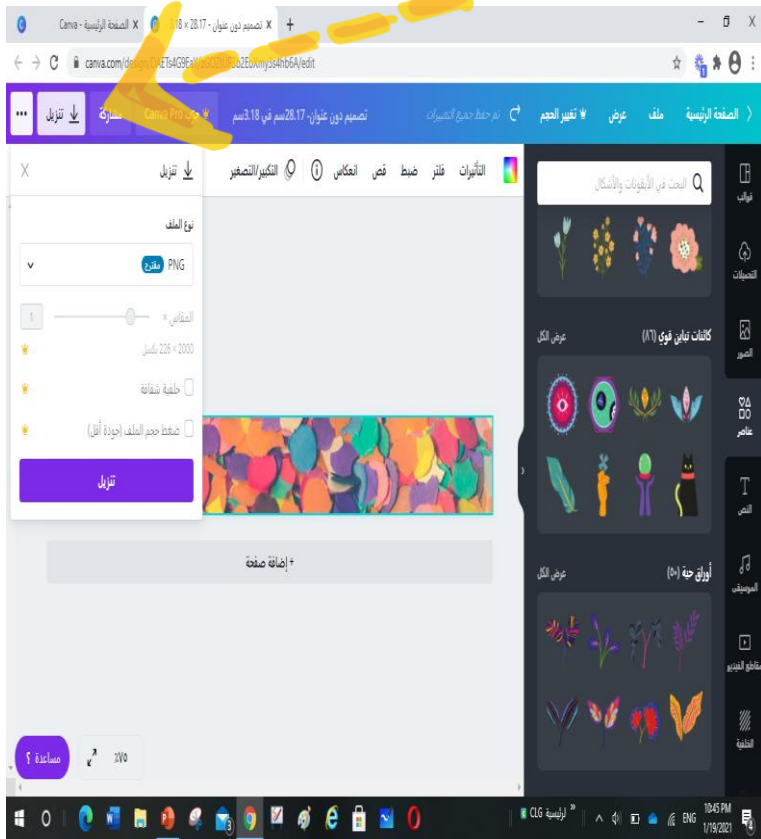 الصفحة الرئيسية - Canva
تصميم دون عنوان - 28.17 × 3.18
canva.com/design/
/edit
الصفحة الرئيسية
ملف
عرض
تغيير الحجم
تم حفظ جميع التغييرات
تصميم دون عنوان- 28.17سم في 3.18سم
جرّب Canva Pro
مشاركة
تنزيل
التأثيرات
فلتر
ضبط
قص
انعكاس
التكبير/التصغير
البحث في الأيقونات والأشكال
قوالب
التحميلات
الصور
عناصر
النص
الموسيقى
مقاطع الفيديو
الخلفية
كائنات تباين قوي (٨٦)
عرض الكل
أوراق حية (٥٠)
عرض الكل
تنزيل
نوع الملف
PNG مقترح
المقاس ×
1
2000 × 226 بكسل
خلفية شفافة
ضغط حجم الملف (جودة أقل)
تنزيل
+ إضافة صفحة
مساعدة ؟
٪٧٥
CLG
ENG
10:45 PM
1/19/2021